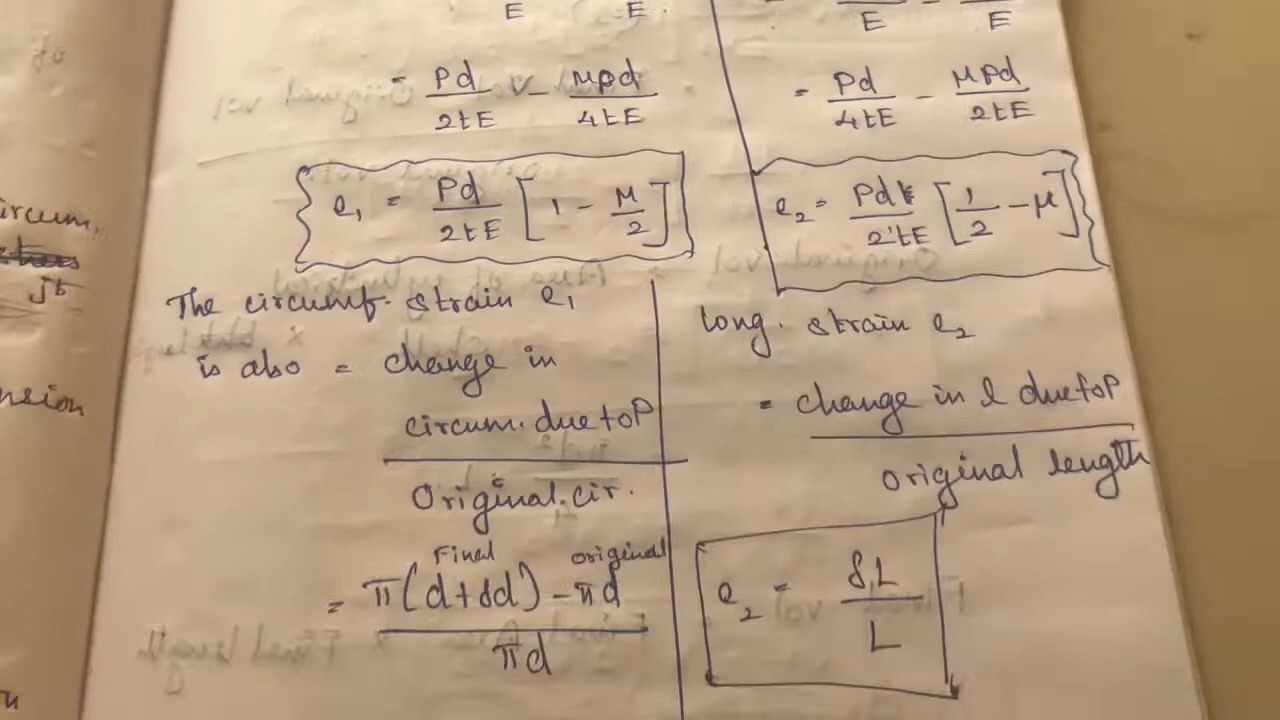 E E.
= Pd/2tE - μpd/4tE
e₁ = Pd/2tE [1 - μ/2]
The circumf. strain e₁
is also = change in
circum. due to P
Original cir.
Final original
= π(d+δd) - πd
πd
E - E
= Pd/4tE - μpd/2tE
e₂ = Pd/2tE [1/2 - μ]
long. strain e₂
= change in l due to P
original length
e₂ = δL/L
ircum.
nsion